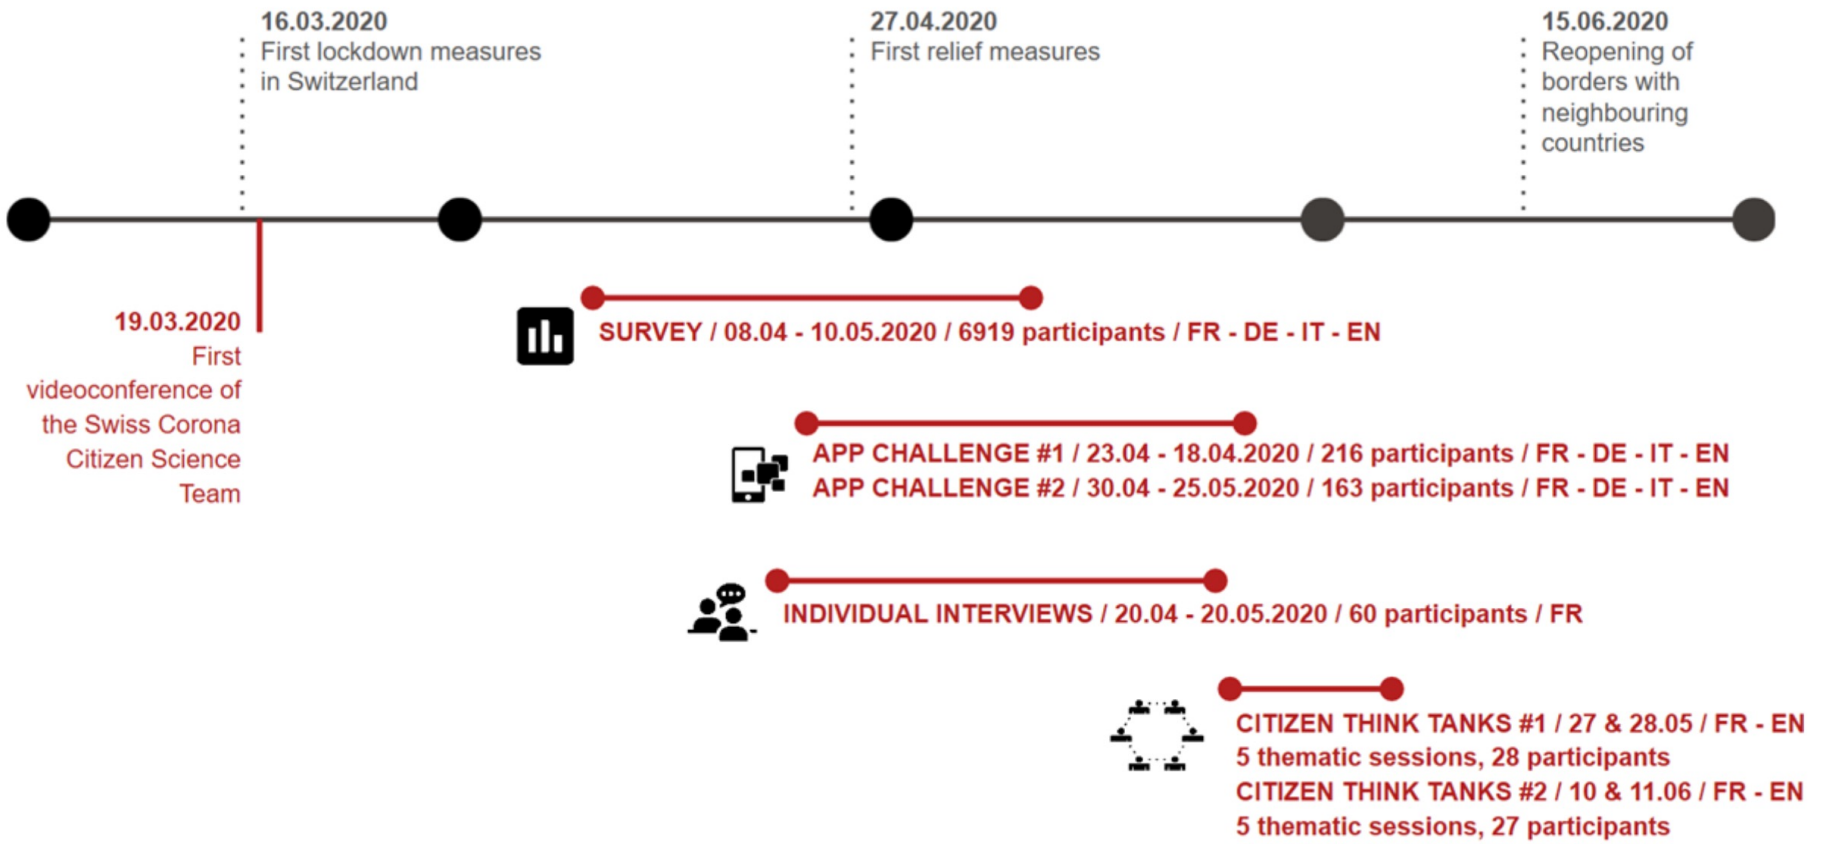 16.03.2020
First lockdown measures
in Switzerland
27.04.2020
First relief measures
15.06.2020
Reopening of
borders with
neighbouring
countries
19.03.2020
First
videoconference of
the Swiss Corona
Citizen Science
Team
SURVEY / 08.04 - 10.05.2020 / 6919 participants / FR - DE - IT - EN
APP CHALLENGE #1 / 23.04 - 18.04.2020 / 216 participants / FR - DE - IT - EN
APP CHALLENGE #2 / 30.04 - 25.05.2020 / 163 participants / FR - DE - IT - EN
INDIVIDUAL INTERVIEWS / 20.04 - 20.05.2020 / 60 participants / FR
CITIZEN THINK TANKS #1 / 27 & 28.05 / FR - EN
5 thematic sessions, 28 participants
CITIZEN THINK TANKS #2 / 10 & 11.06 / FR - EN
5 thematic sessions, 27 participants